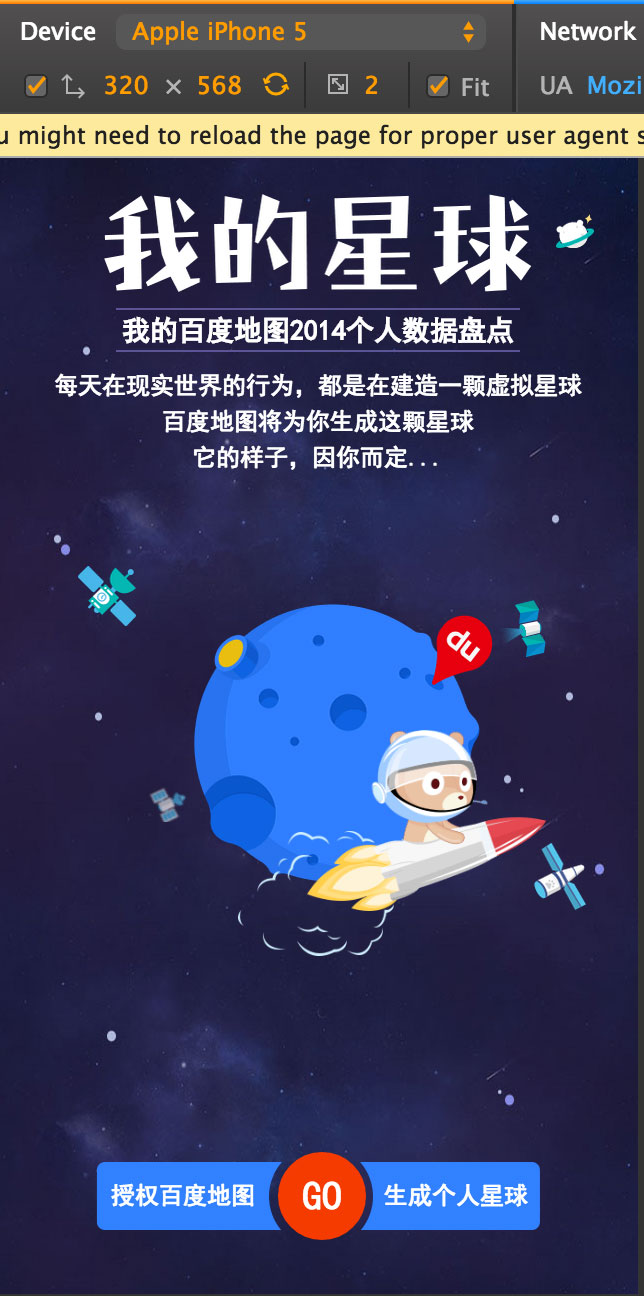 Device Apple iPhone 5 Network
320 × 568 2 Fit UA Mozi
u might need to reload the page for proper user agent s
我的星球
我的百度地图2014个人数据盘点
每天在现实世界的行为，都是在建造一颗虚拟星球
百度地图将为你生成这颗星球
它的样子，因你而定...
du
授权百度地图 GO 生成个人星球